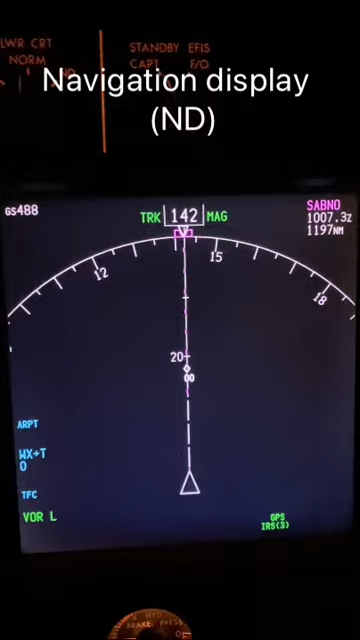 LWR CRT
NORM
STANDBY EFIS
CAPT F/O
Navigation display
(ND)
GS488
TRK 142 MAG
SABNO
1007.3z
1197NM
12
15
18
20
00
ARPT
WX+T
0
TFC
VOR L
GPS
IRS(3)
BRAKE PRESS